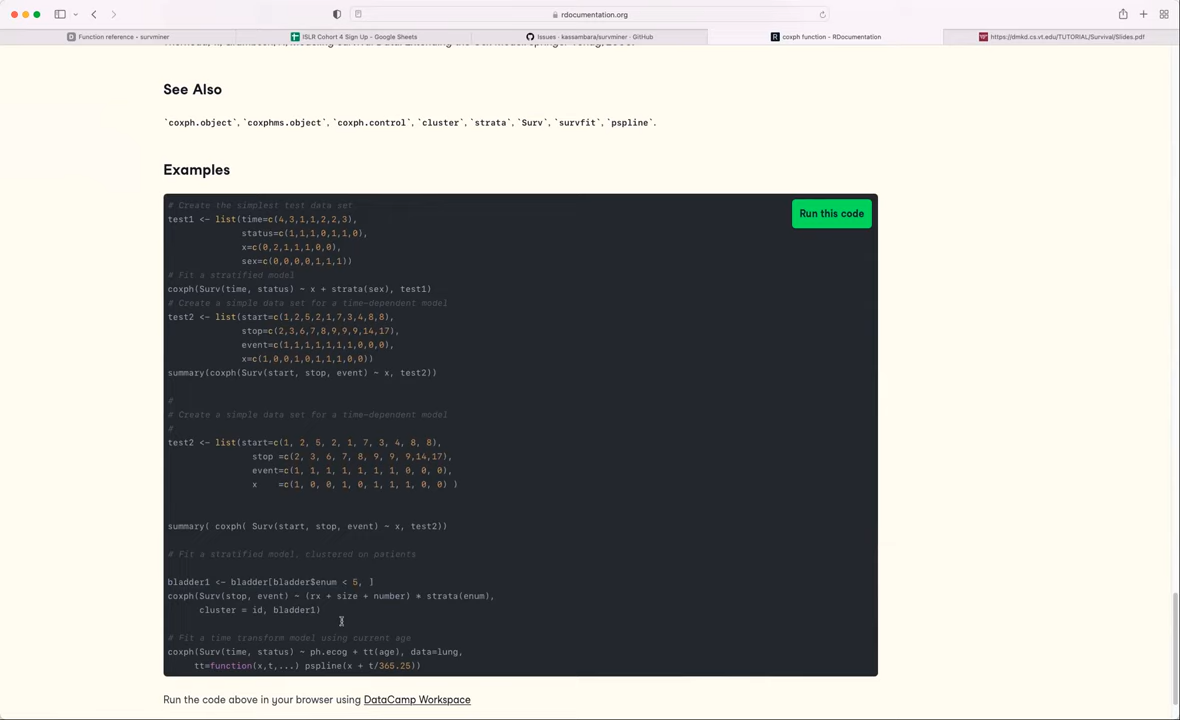 rdocumentation.org
Function reference - survminer
ISLR Cohort 4 Sign Up - Google Sheets
Issues · kassambara/survminer · GitHub
coxph function - RDocumentation
https://dmkd.cs.vt.edu/TUTORIAL/Survival/Slides.pdf
See Also
`coxph.object`, `coxphms.object`, `coxph.control`, `cluster`, `strata`, `Surv`, `survfit`, `pspline`.
Examples
Run this code
# Create the simplest test data set
test1 <- list(time=c(4,3,1,1,2,2,3),
status=c(1,1,1,0,1,1,0),
x=c(0,2,1,1,1,0,0),
sex=c(0,0,0,0,1,1,1))
# Fit a stratified model
coxph(Surv(time, status) ~ x + strata(sex), test1)
# Create a simple data set for a time-dependent model
test2 <- list(start=c(1,2,5,2,1,7,3,4,8,8),
stop=c(2,3,6,7,8,9,9,9,14,17),
event=c(1,1,1,1,1,1,1,0,0,0),
x=c(1,0,0,1,0,1,1,1,0,0))
summary(coxph(Surv(start, stop, event) ~ x, test2))
#
# Create a simple data set for a time-dependent model
#
test2 <- list(start=c(1, 2, 5, 2, 1, 7, 3, 4, 8, 8),
stop =c(2, 3, 6, 7, 8, 9, 9, 9,14,17),
event=c(1, 1, 1, 1, 1, 1, 1, 0, 0, 0),
x =c(1, 0, 0, 1, 0, 1, 1, 1, 0, 0) )
summary( coxph( Surv(start, stop, event) ~ x, test2))
# Fit a stratified model, clustered on patients
bladder1 <- bladder[bladder$enum < 5, ]
coxph(Surv(stop, event) ~ (rx + size + number) * strata(enum),
cluster = id, bladder1)
# Fit a time transform model using current age
coxph(Surv(time, status) ~ ph.ecog + tt(age), data=lung,
tt=function(x,t,...) pspline(x + t/365.25))
Run the code above in your browser using DataCamp Workspace